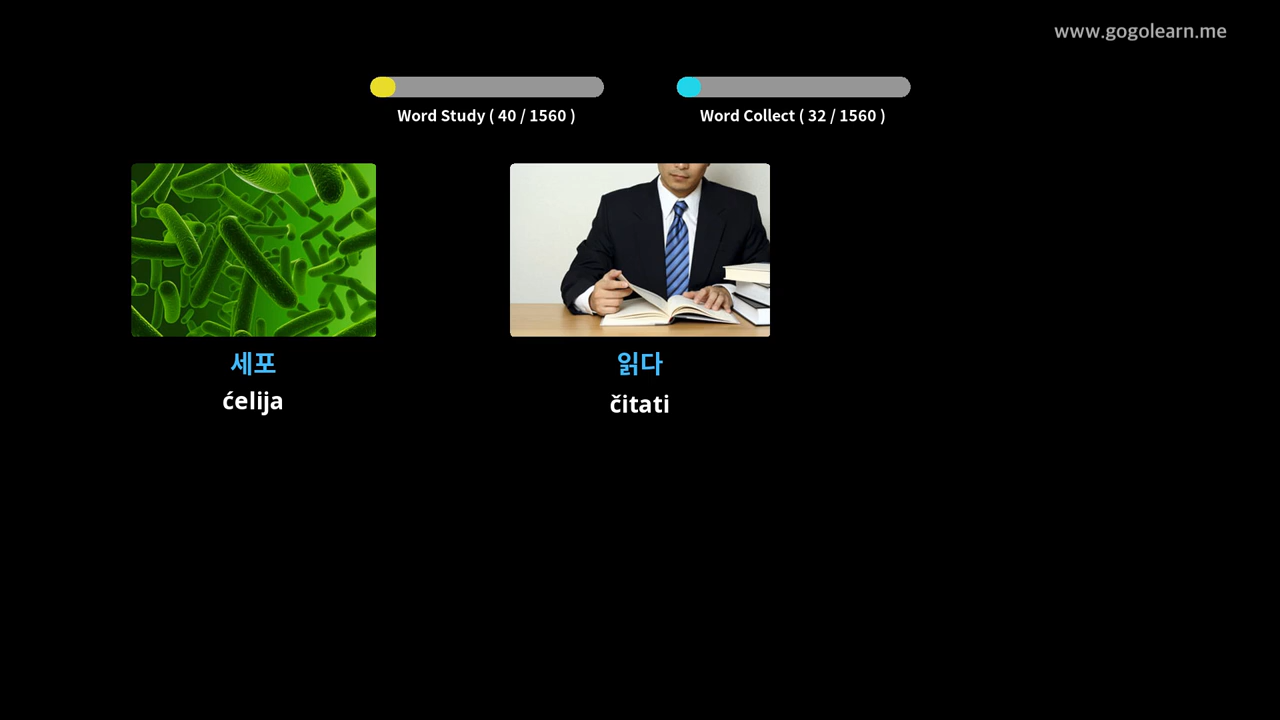 www.gogolearn.me
Word Study ( 40 / 1560 )
Word Collect ( 32 / 1560 )
세포
ćelija
읽다
čitati